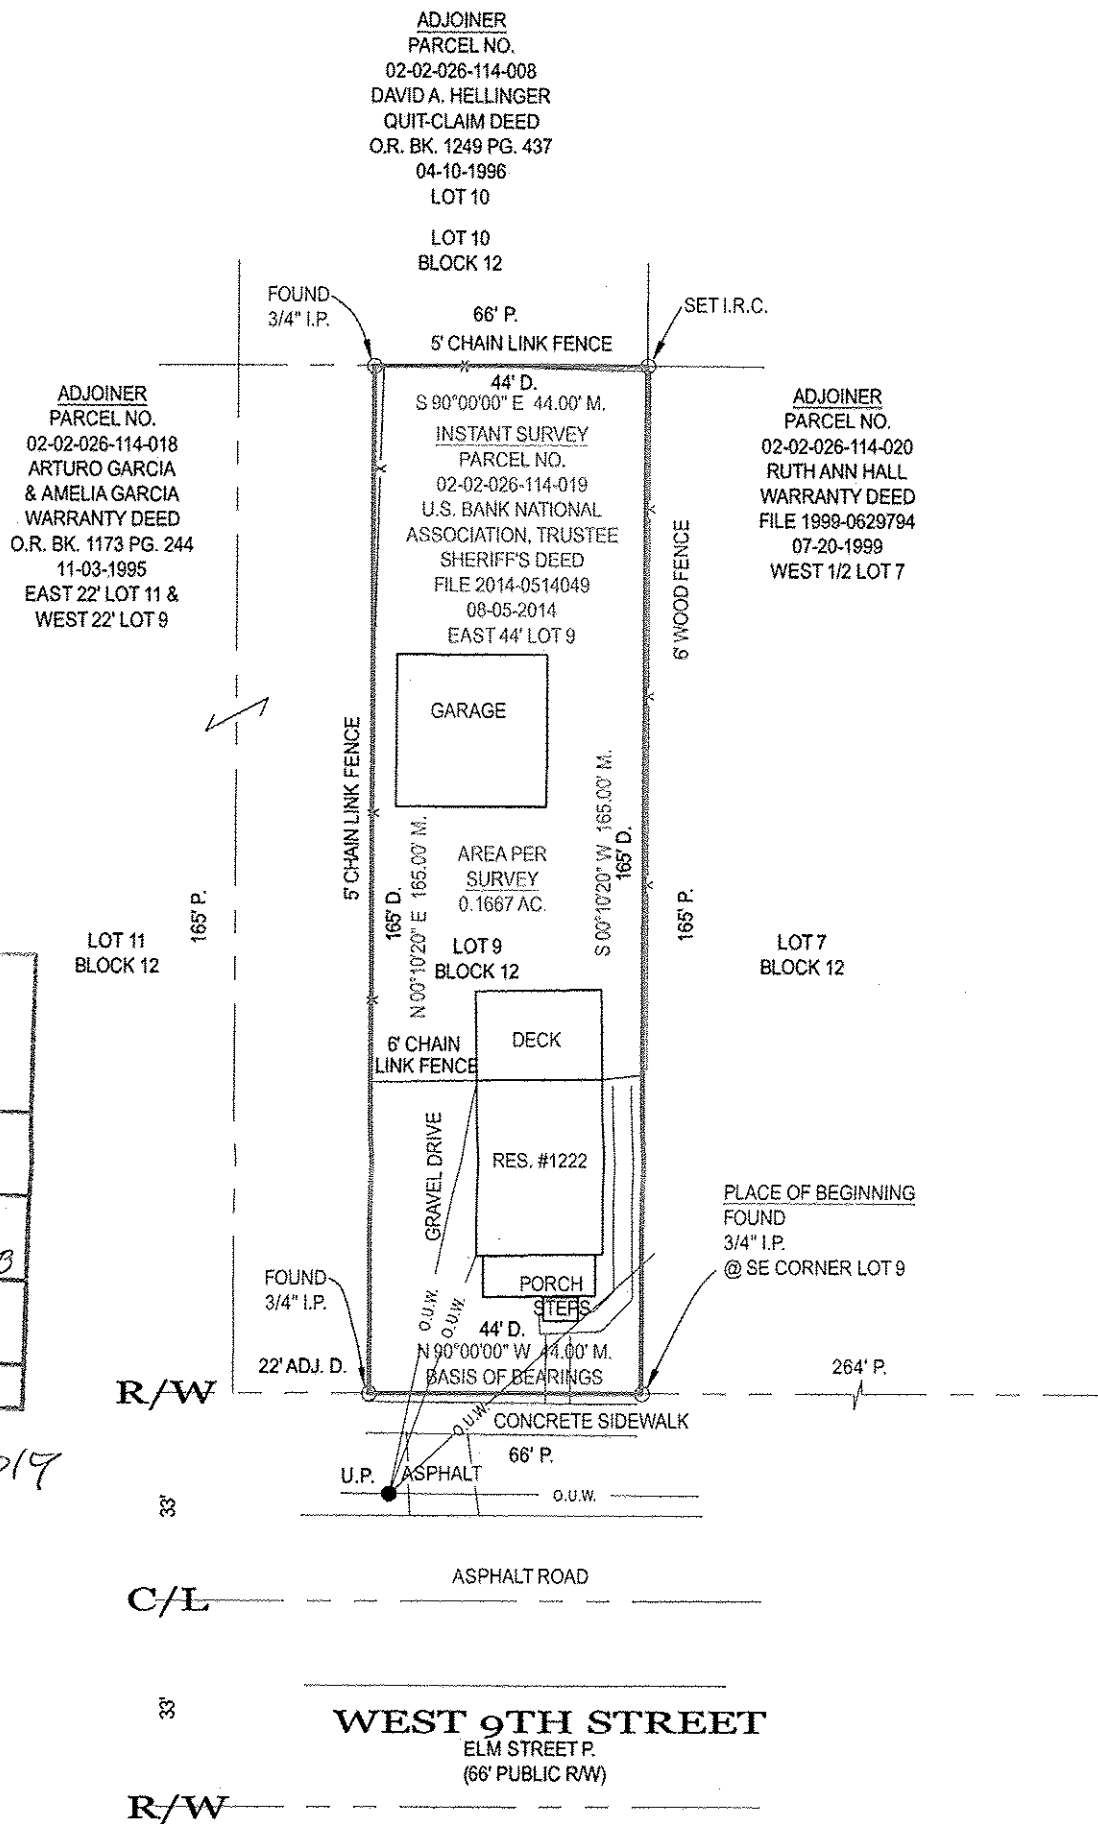 ADJOINER
PARCEL NO.
02-02-026-114-008
DAVID A. HELLINGER
QUIT-CLAIM DEED
O.R. BK. 1249 PG. 437
04-10-1996
LOT 10
LOT 10
BLOCK 12
FOUND
3/4" I.P.
66' P.
SET I.R.C.
5' CHAIN LINK FENCE
44' D.
S 90°00'00" E 44.00' M.
ADJOINER
PARCEL NO.
02-02-026-114-018
ARTURO GARCIA
& AMELIA GARCIA
WARRANTY DEED
O.R. BK. 1173 PG. 244
11-03-1995
EAST 22' LOT 11 &
WEST 22' LOT 9
INSTANT SURVEY
PARCEL NO.
02-02-026-114-019
U.S. BANK NATIONAL
ASSOCIATION, TRUSTEE
SHERIFF'S DEED
FILE 2014-0514049
08-05-2014
EAST 44' LOT 9
ADJOINER
PARCEL NO.
02-02-026-114-020
RUTH ANN HALL
WARRANTY DEED
FILE 1999-0629794
07-20-1999
WEST 1/2 LOT 7
6' WOOD FENCE
GARAGE
5' CHAIN LINK FENCE
165' P.
165' D.
N 00°10'20" E 165.00' M.
AREA PER
SURVEY
0.1667 AC.
S 00°10'20" W 165.00' M.
165' D.
165' P.
LOT 11
BLOCK 12
LOT 9
BLOCK 12
LOT 7
BLOCK 12
DECK
6' CHAIN
LINK FENCE
GRAVEL DRIVE
RES. #1222
PLACE OF BEGINNING
FOUND
3/4" I.P.
@ SE CORNER LOT 9
FOUND
3/4" I.P.
PORCH
STEPS
O.U.W.
O.U.W.
44' D.
N 90°00'00" W 44.00' M.
BASIS OF BEARINGS
22' ADJ. D.
264' P.
R/W
O.U.W.
CONCRETE SIDEWALK
66' P.
U.P.
ASPHALT
O.U.W.
33'
ASPHALT ROAD
C/L
33'
WEST 9TH STREET
ELM STREET P.
(66' PUBLIC R/W)
R/W